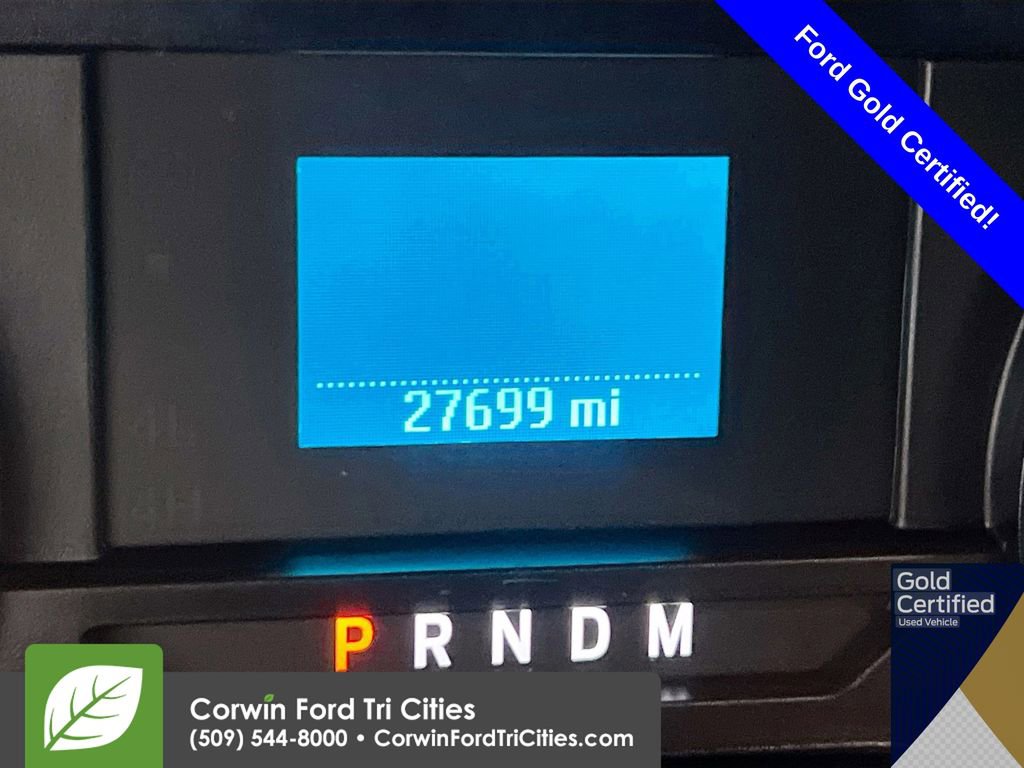 Ford Gold Certified!
27699 mi
P R N D M
Gold
Certified
Used Vehicle
Corwin Ford Tri Cities
(509) 544-8000 • CorwinFordTriCities.com